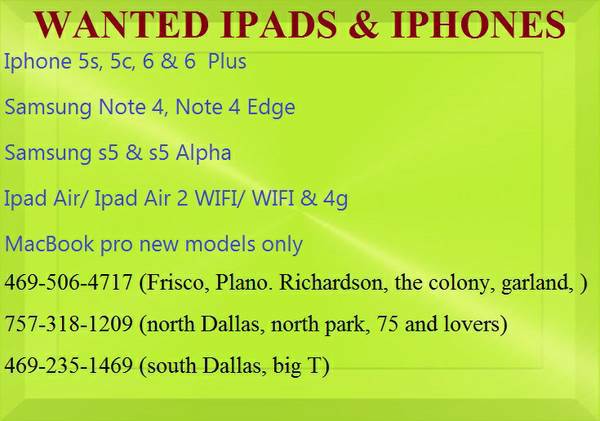 WANTED IPADS & IPHONES
Iphone 5s, 5c, 6 & 6  Plus
Samsung Note 4, Note 4 Edge
Samsung s5 & s5 Alpha
Ipad Air/ Ipad Air 2 WIFI/ WIFI & 4g
MacBook pro new models only
469-506-4717 (Frisco, Plano. Richardson, the colony, garland, )
757-318-1209 (north Dallas, north park, 75 and lovers)
469-235-1469 (south Dallas, big T)